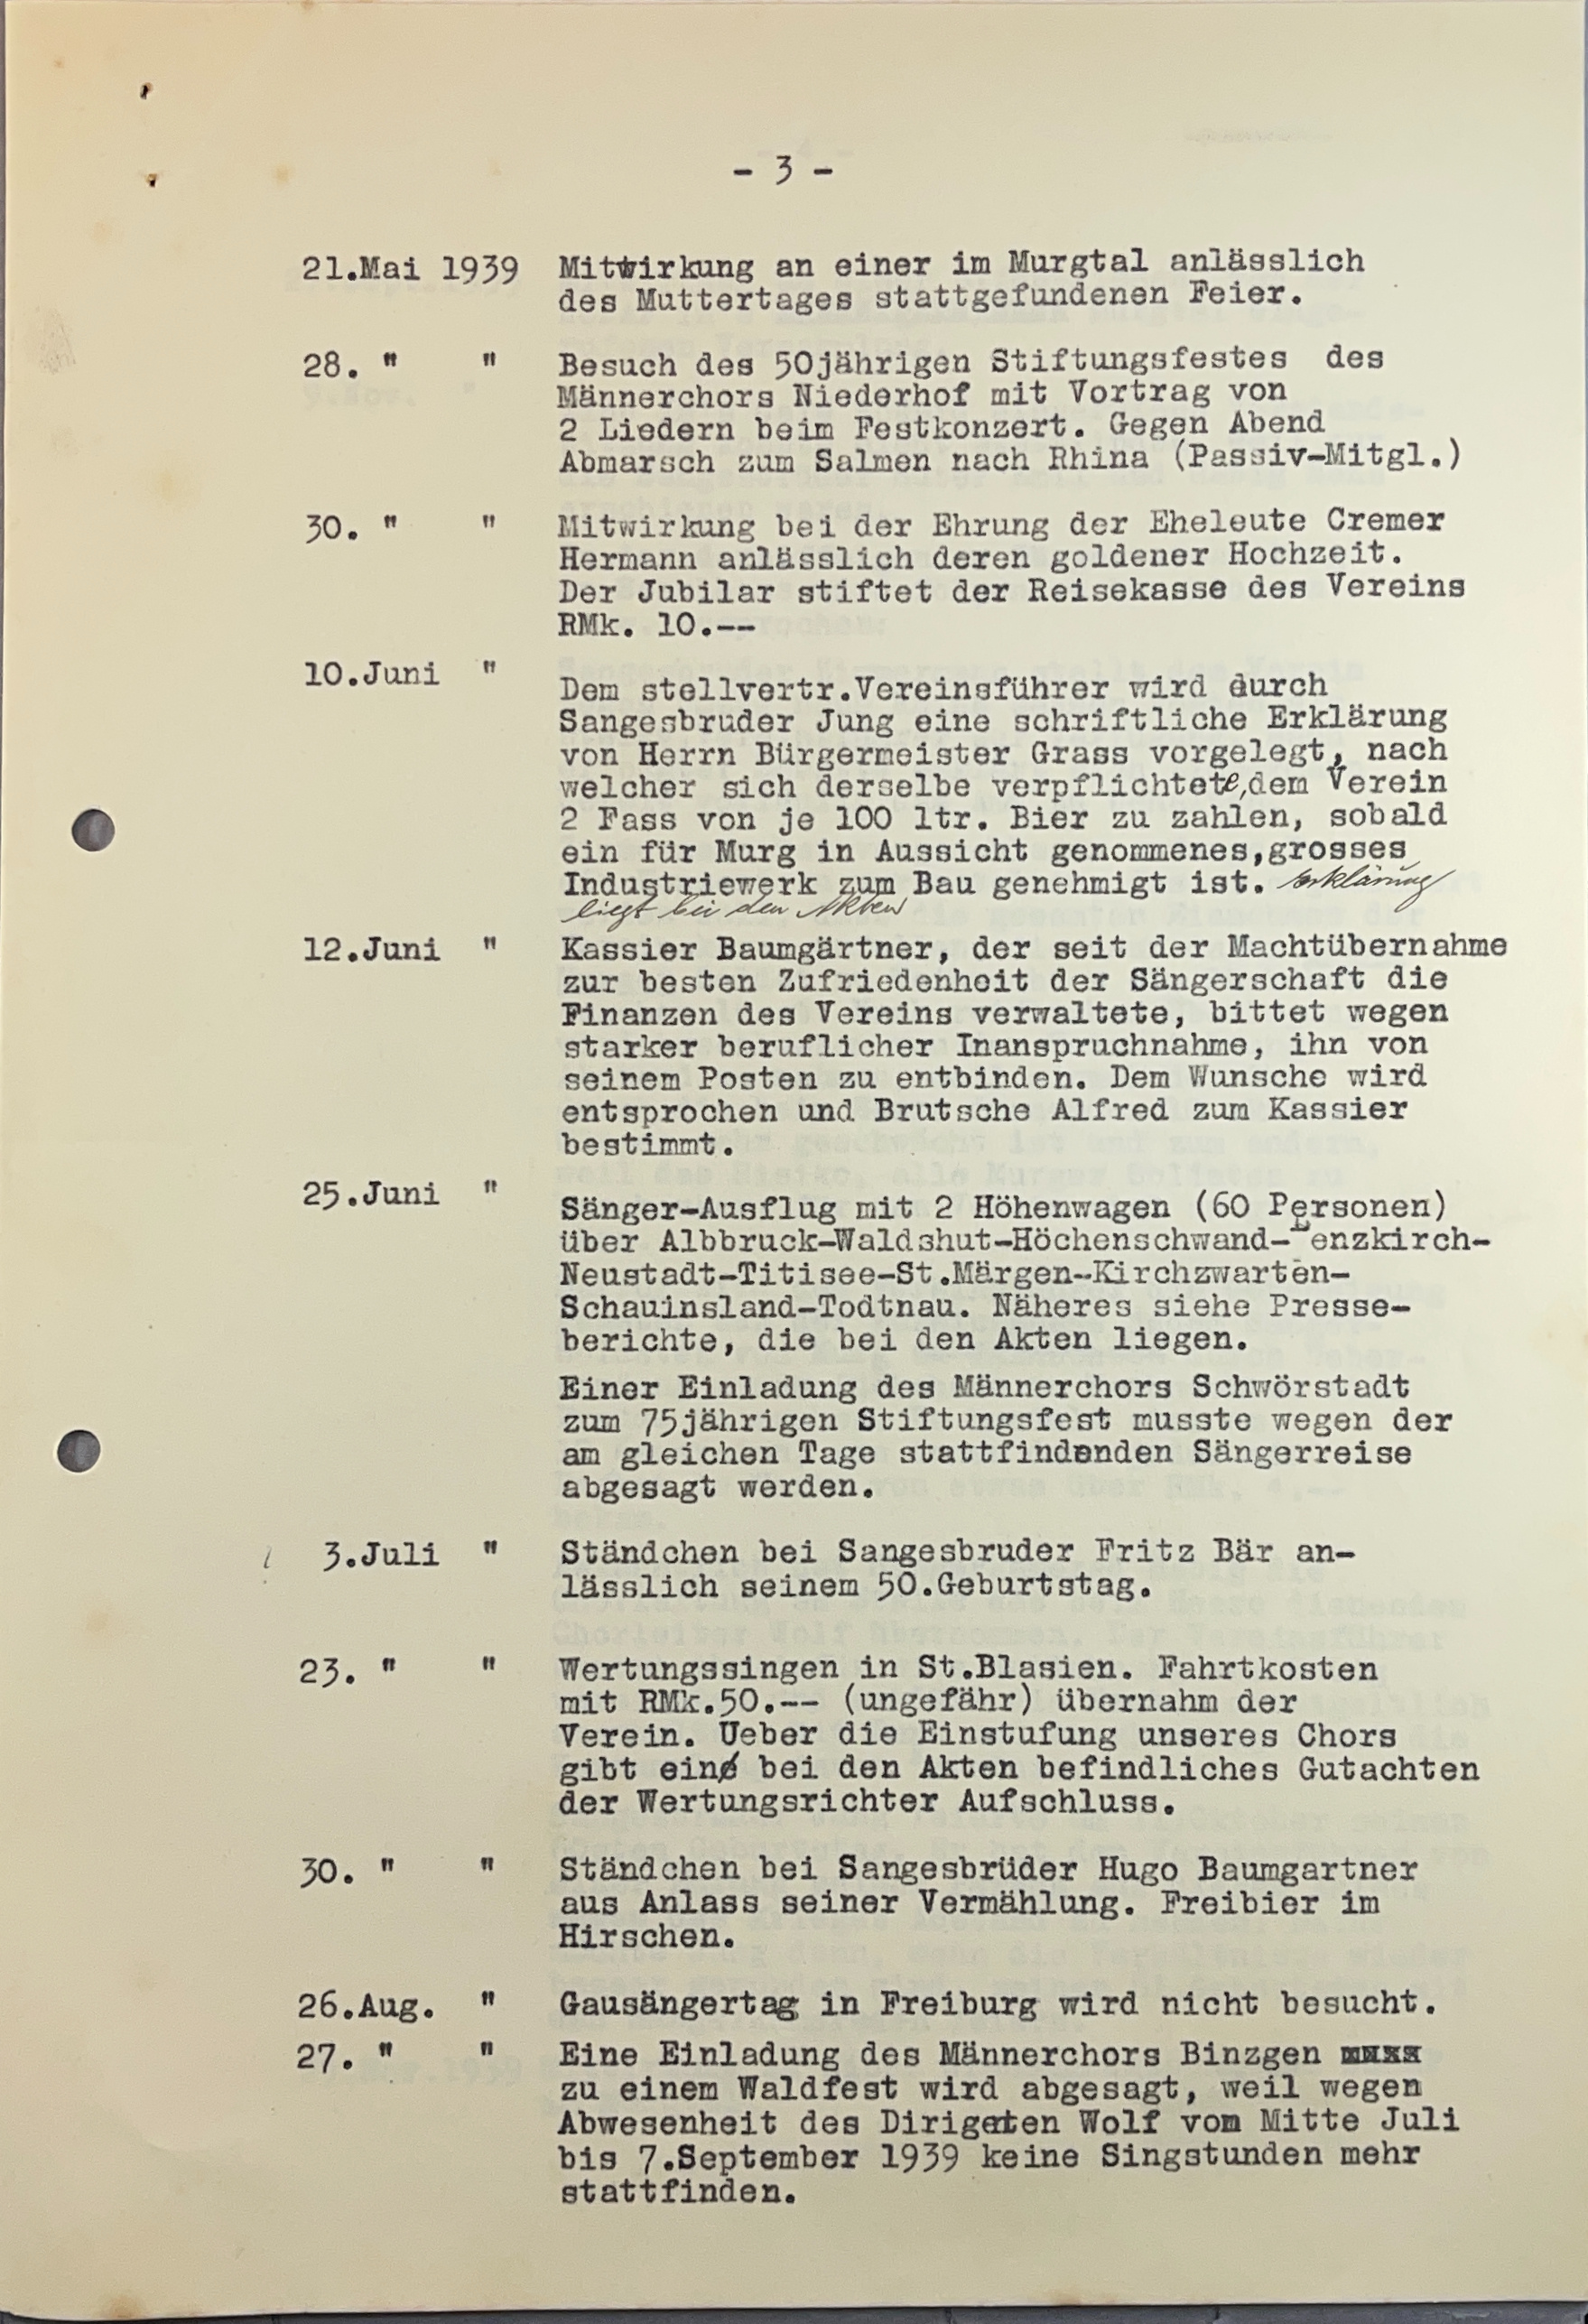 - 3 -
21.Mai 1939 Mitwirkung an einer im Murgtal anlässlich
des Muttertages stattgefundenen Feier.
28. " " Besuch des 50jährigen Stiftungsfestes des
Männerchors Niederhof mit Vortrag von
2 Liedern beim Festkonzert. Gegen Abend
Abmarsch zum Salmen nach Rhina (Passiv-Mitgl.)
30. " " Mitwirkung bei der Ehrung der Eheleute Cremer
Hermann anlässlich deren goldener Hochzeit.
Der Jubilar stiftet der Reisekasse des Vereins
RMk. 10.--
10.Juni " Dem stellvertr.Vereinsführer wird durch
Sangesbruder Jung eine schriftliche Erklärung
von Herrn Bürgermeister Grass vorgelegt, nach
welcher sich derselbe verpflichtete, dem Verein
2 Fass von je 100 ltr. Bier zu zahlen, sobald
ein für Murg in Aussicht genommenes,grosses
Industriewerk zum Bau genehmigt ist. Erklärung
liegt bei den Akten
12.Juni " Kassier Baumgärtner, der seit der Machtübernahme
zur besten Zufriedenheit der Sängerschaft die
Finanzen des Vereins verwaltete, bittet wegen
starker beruflicher Inanspruchnahme, ihn von
seinem Posten zu entbinden. Dem Wunsche wird
entsprochen und Brutsche Alfred zum Kassier
bestimmt.
25.Juni " Sänger-Ausflug mit 2 Höhenwagen (60 Personen)
über Albbruck-Waldshut-Höchenschwand-Lenzkirch-
Neustadt-Titisee-St.Märgen-Kirchzwarten-
Schauinsland-Todtnau. Näheres siehe Presse-
berichte, die bei den Akten liegen.
Einer Einladung des Männerchors Schwörstadt
zum 75jährigen Stiftungsfest musste wegen der
am gleichen Tage stattfindenden Sängerreise
abgesagt werden.
3.Juli " Ständchen bei Sangesbruder Fritz Bär an-
lässlich seinem 50.Geburtstag.
23. " " Wertungssingen in St.Blasien. Fahrtkosten
mit RMk.50.-- (ungefähr) übernahm der
Verein. Ueber die Einstufung unseres Chors
gibt ein bei den Akten befindliches Gutachten
der Wertungsrichter Aufschluss.
30. " " Ständchen bei Sangesbrüder Hugo Baumgartner
aus Anlass seiner Vermählung. Freibier im
Hirschen.
26.Aug. " Gausängertag in Freiburg wird nicht besucht.
27. " " Eine Einladung des Männerchors Binzgen
zu einem Waldfest wird abgesagt, weil wegen
Abwesenheit des Dirigeten Wolf von Mitte Juli
bis 7.September 1939 keine Singstunden mehr
stattfinden.